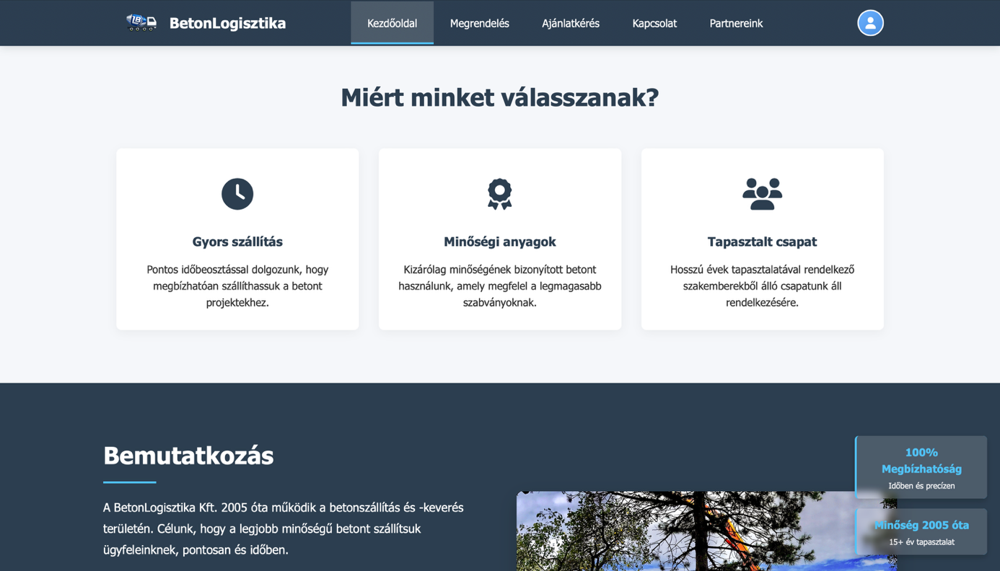 BetonLogisztika
Kezdőoldal
Megrendelés
Ajánlatkérés
Kapcsolat
Partnereink
Miért minket válasszanak?
Gyors szállítás
Pontos időbeosztással dolgozunk, hogy
megbízhatóan szállíthassuk a betont
projektekhez.
Minőségi anyagok
Kizárólag minőségének bizonyított betont
használunk, amely megfelel a legmagasabb
szabványoknak.
Tapasztalt csapat
Hosszú évek tapasztalatával rendelkező
szakemberekből álló csapatunk áll
rendelkezésére.
Bemutatkozás
A BetonLogisztika Kft. 2005 óta működik a betonszállítás és -keverés
területén. Célunk, hogy a legjobb minőségű betont szállítsuk
ügyfeleinknek, pontosan és időben.
100%
Megbízhatóság
Időben és precízen
Minőség 2005 óta
15+ év tapasztalat